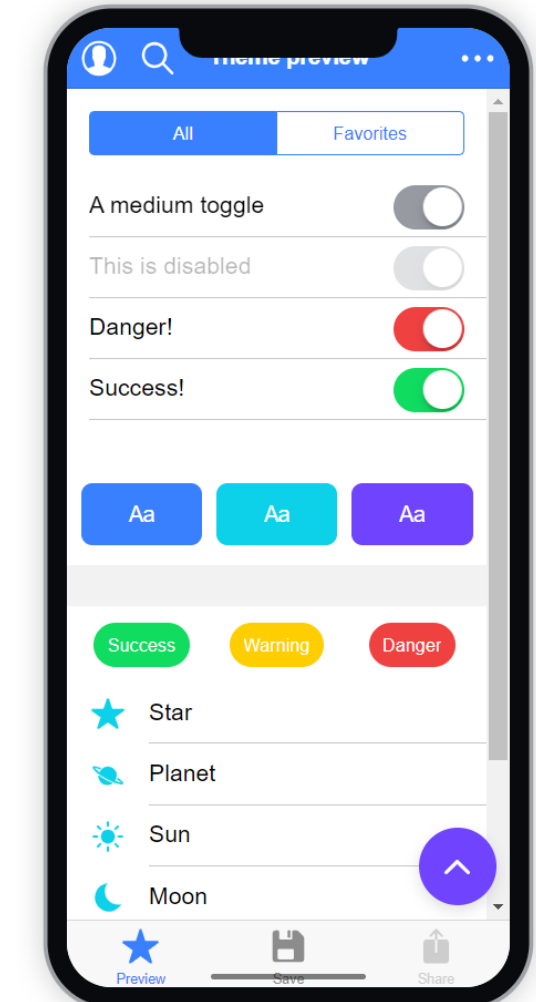 Theme preview
All Favorites
A medium toggle
This is disabled
Danger!
Success!
Aa Aa Aa
Success Warning Danger
Star
Planet
Sun
Moon
Preview Save Share